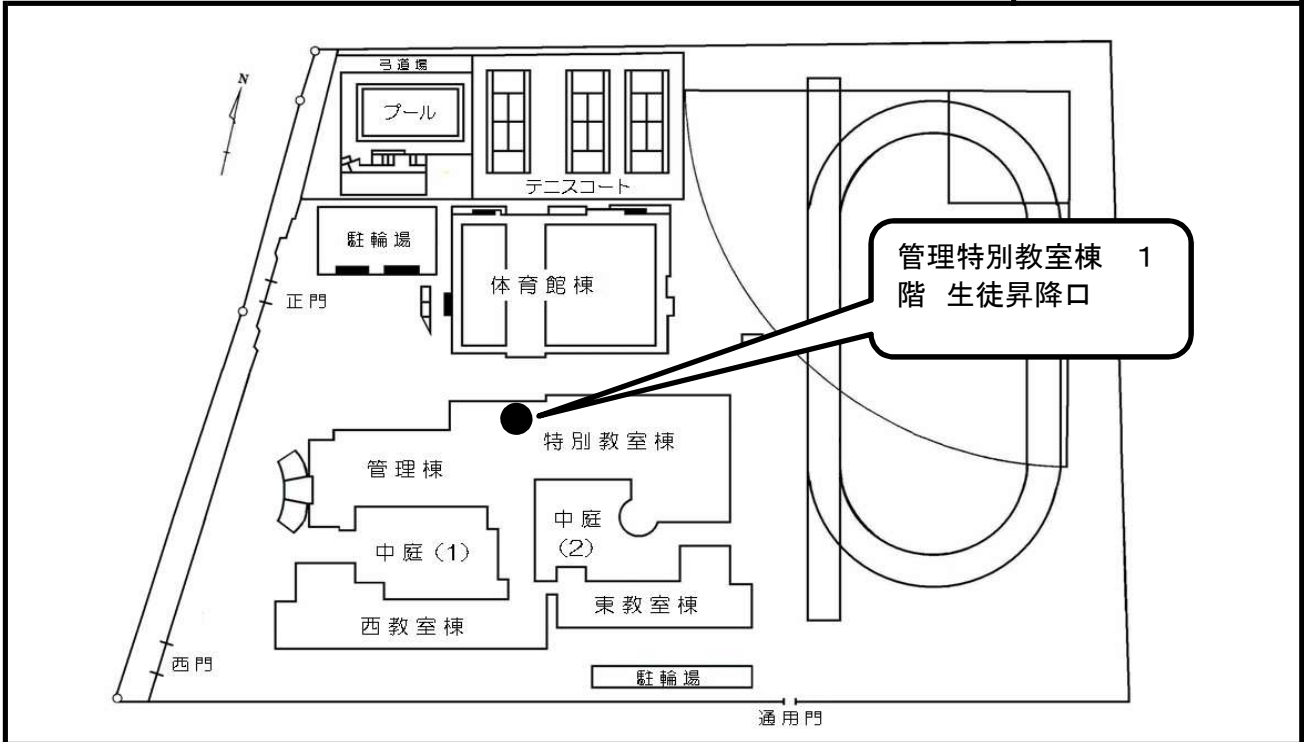 N
弓道場
プール
テニスコート
駐輪場
正門
体育館棟
管理特別教室棟　1
階 生徒昇降口
特別教室棟
管理棟
中庭
(2)
中庭(1)
東教室棟
西教室棟
西門
駐輪場
通用門